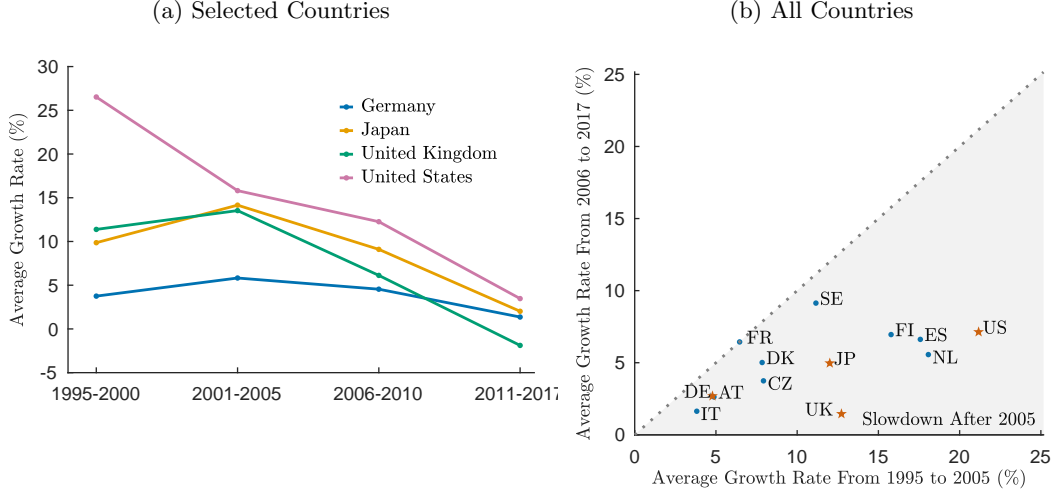 (a) Selected Countries
Average Growth Rate (%)
30
25
20
15
10
5
0
-5
1995-2000
2001-2005
2006-2010
2011-2017
Germany
Japan
United Kingdom
United States
(b) All Countries
Average Growth Rate From 2006 to 2017 (%)
25
20
15
10
5
0
SE
FR
FI
ES
US
DK
JP
NL
CZ
DE
AT
IT
UK
Slowdown After 2005
0
5
10
15
20
25
Average Growth Rate From 1995 to 2005 (%)